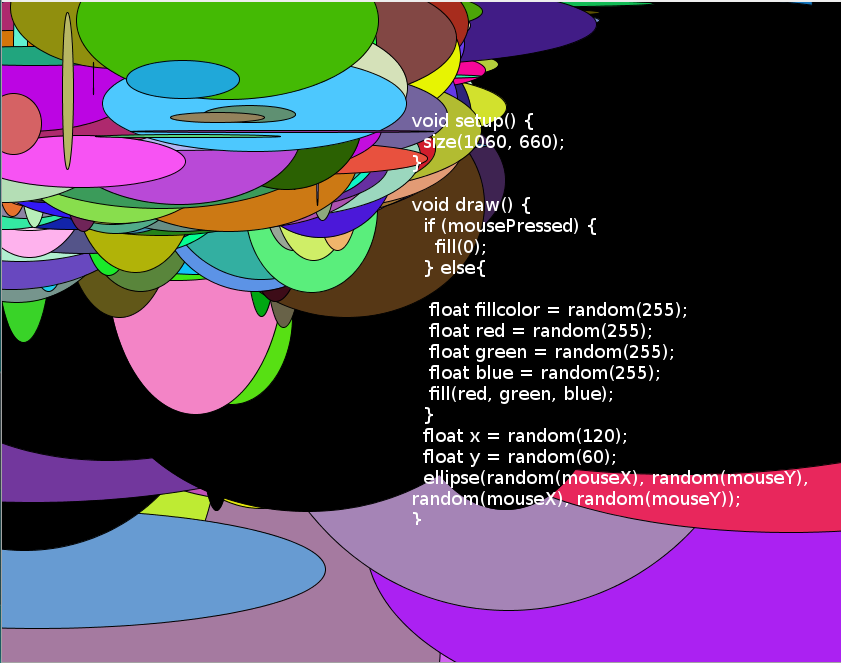 void setup() {
size(1060, 660);
}
void draw() {
if (mousePressed) {
fill(0);
} else{
float fillcolor = random(255);
float red = random(255);
float green = random(255);
float blue = random(255);
fill(red, green, blue);
}
float x = random(120);
float y = random(60);
ellipse(random(mouseX), random(mouseY),
random(mouseX), random(mouseY));
}